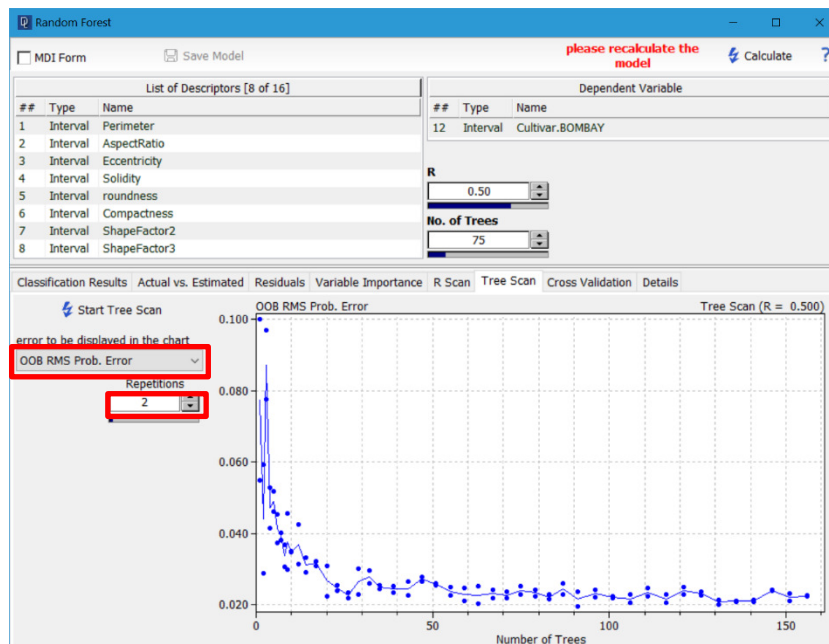 Random Forest
MDI Form
Save Model
please recalculate the
model
Calculate
?
List of Descriptors [8 of 16]
## Type Name
1 Interval Perimeter
2 Interval AspectRatio
3 Interval Eccentricity
4 Interval Solidity
5 Interval roundness
6 Interval Compactness
7 Interval ShapeFactor2
8 Interval ShapeFactor3
Dependent Variable
## Type Name
12 Interval Cultivar.BOMBAY
R
0.50
No. of Trees
75
Classification Results Actual vs. Estimated Residuals Variable Importance R Scan Tree Scan Cross Validation Details
Start Tree Scan
error to be displayed in the chart
OOB RMS Prob. Error
Repetitions
2
OOB RMS Prob. Error
Tree Scan (R = 0.500)
0.100
0.080
0.060
0.040
0.020
0 50 100 150
Number of Trees